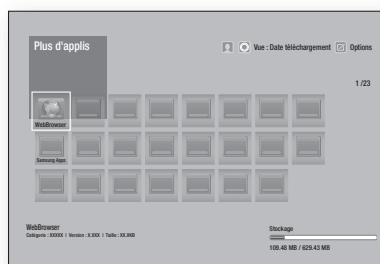 Plus d'applis
Vue : Date téléchargement Options
1 /23
WebBrowser
Samsung Apps
WebBrowser
Catégorie : XXXXX I Version : X.XXX I Taille : XX.XKB
Stockage
109.48 MB / 629.43 MB